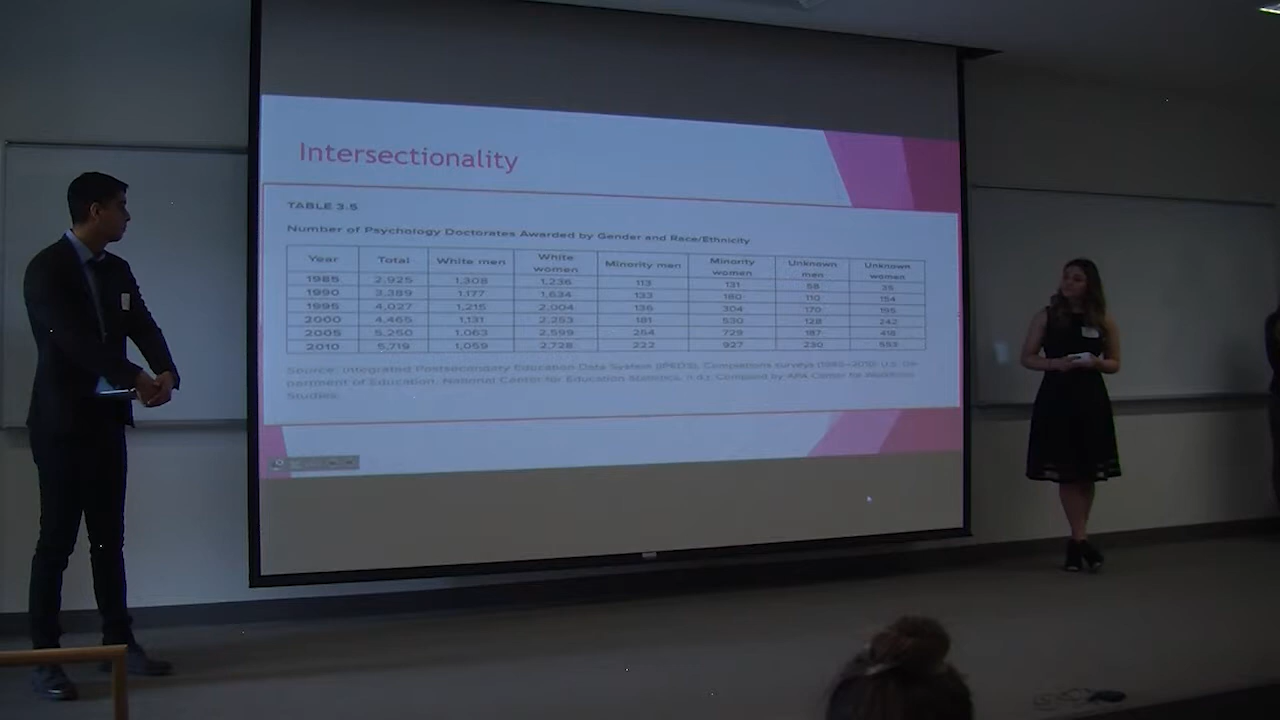 Intersectionality
TABLE 3.5
Number of Psychology Doctorates Awarded by Gender and Race/Ethnicity
Year Total White men White women Minority men Minority women Unknown men Unknown women
1985 2,925 1,308 1,236 113 131
1990 3,389 1,177 1,634 133 110 154
1995 4,027 1,215 2,004 304 170
2000 4,465 1,131 2,253 181 530 128 242
2005 5,250 1,063 2,599 254 729 187 418
2010 5,719 1,059 2,728 222 927 230 553
Source: Integrated Postsecondary Education Data System (IPEDS), Completions surveys (1985–2010) U.S. De-
partment of Education, National Center for Education Statistics, n.d.). Compiled by APA Center for Workforce
Studies.